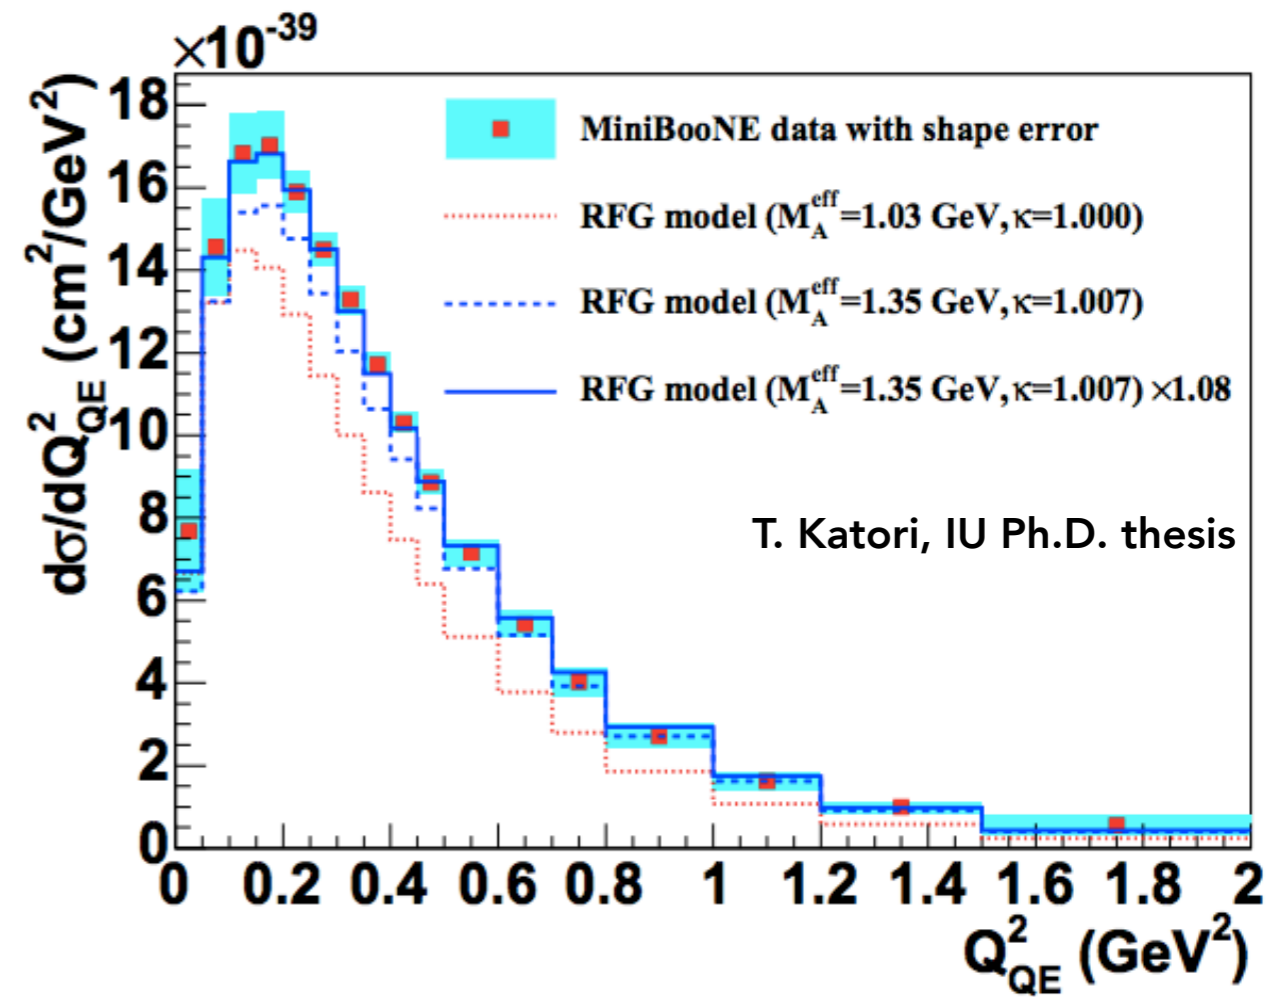 ×10⁻³⁹
dσ/dQ²_QE (cm²/GeV²)
18
16
14
12
10
8
6
4
2
0
MiniBooNE data with shape error
RFG model (M_A^eff=1.03 GeV,κ=1.000)
RFG model (M_A^eff=1.35 GeV,κ=1.007)
RFG model (M_A^eff=1.35 GeV,κ=1.007) ×1.08
T. Katori, IU Ph.D. thesis
0 0.2 0.4 0.6 0.8 1 1.2 1.4 1.6 1.8 2
Q²_QE (GeV²)